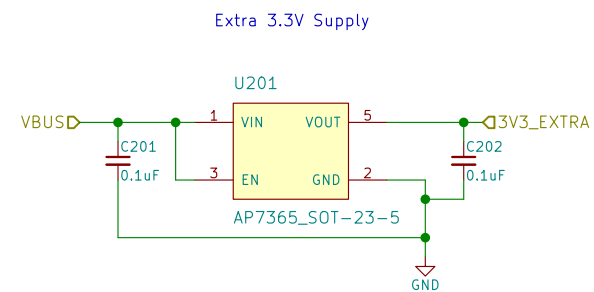 Extra 3.3V Supply
U201
VBUS
1
VIN
VOUT
5
3V3_EXTRA
C201
0.1uF
3
EN
GND
2
C202
0.1uF
AP7365_SOT-23-5
GND